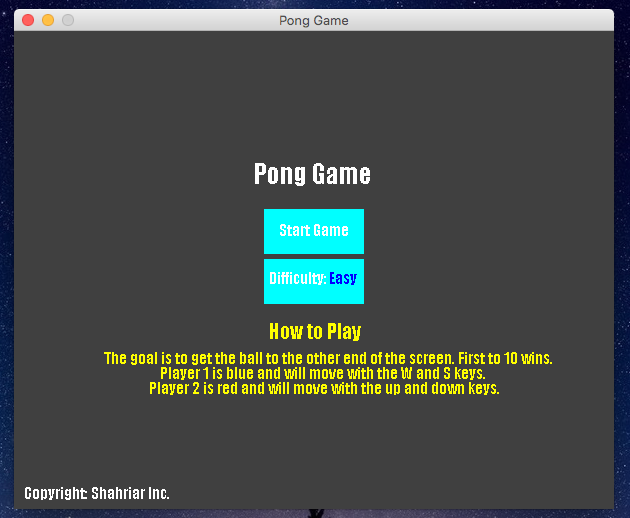 Pong Game
Pong Game
Start Game
Difficulty: Easy
How to Play
The goal is to get the ball to the other end of the screen. First to 10 wins.
Player 1 is blue and will move with the W and S keys.
Player 2 is red and will move with the up and down keys.
Copyright: Shahriar Inc.